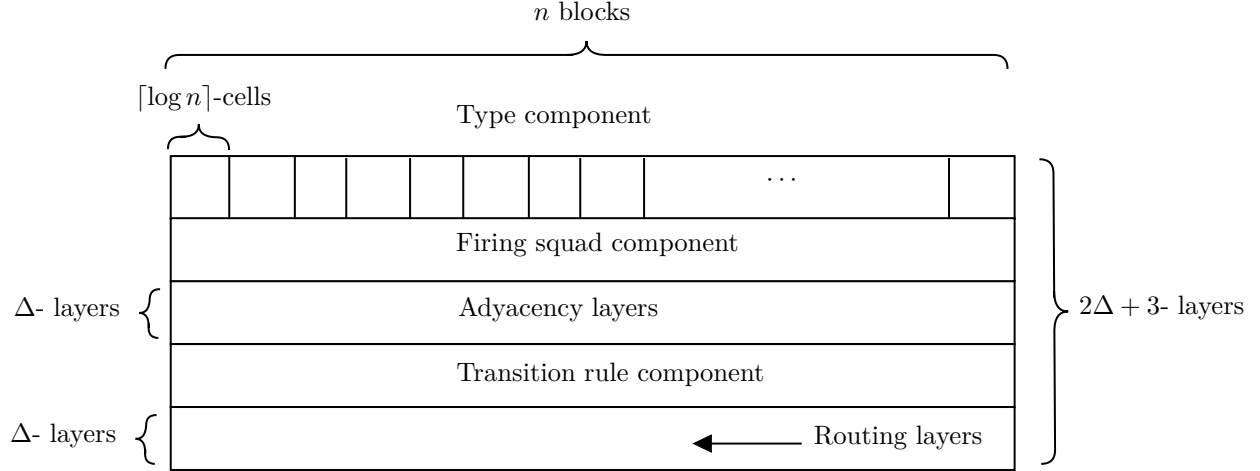 n blocks
⌈log n⌉-cells
Type component
...
Firing squad component
Δ- layers
Adyacency layers
2Δ + 3- layers
Transition rule component
Δ- layers
Routing layers